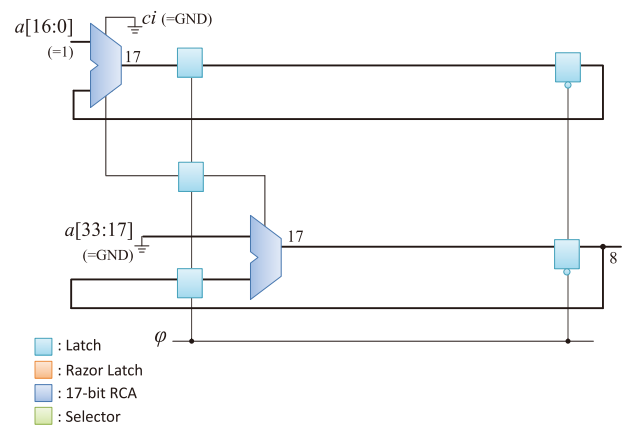 a[16:0]
ci (=GND)
(=1)
17
a[33:17]
(=GND)
17
8
φ
: Latch
: Razor Latch
: 17-bit RCA
: Selector